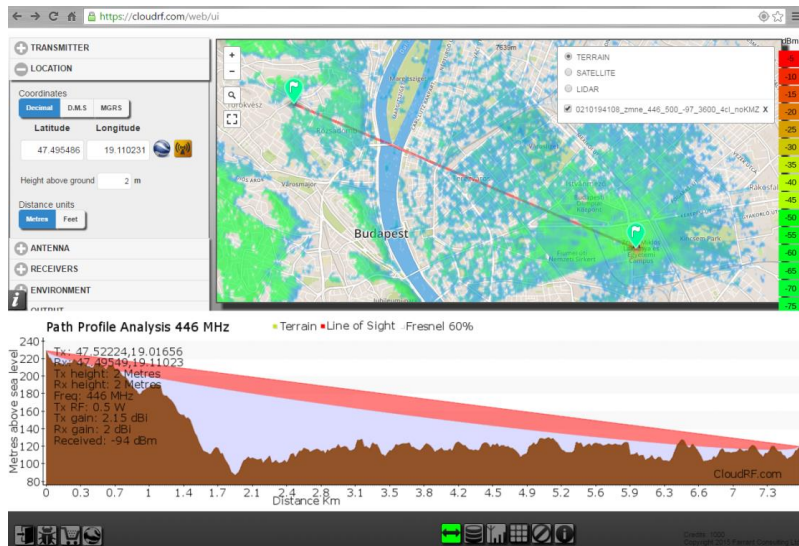 https://cloudrf.com/web/ui
TRANSMITTER
LOCATION
Coordinates
Decimal D.M.S MGRS
Latitude Longitude
47.495486 19.110231
Height above ground 2 m
Distance units
Metres Feet
ANTENNA
RECEIVERS
ENVIRONMENT
OUTPUT
+
−
7639m
Budapest
TERRAIN
SATELLITE
LIDAR
0210194108_zmne_446_500_-97_3600_4cl_noKMZ X
dBm
-5
-10
-15
-20
-25
-30
-35
-40
-45
-50
-55
-60
-65
-70
-75
Path Profile Analysis 446 MHz
Terrain Line of Sight Fresnel 60%
Metres above sea level
240
220
200
180
160
140
120
100
80
Tx: 47.52224,19.01656
Rx: 47.49549,19.11023
Tx height: 2 Metres
Rx height: 2 Metres
Freq: 446 MHz
Tx RF: 0.5 W
Tx gain: 2.15 dBi
Rx gain: 2 dBi
Received: -94 dBm
CloudRF.com
0 0.3 0.7 1 1.4 1.7 2.1 2.4 2.8 3.1 3.5 3.8 4.2 4.5 4.9 5.2 5.6 5.9 6.3 6.6 7 7.3
Distance Km
Credits: 1000